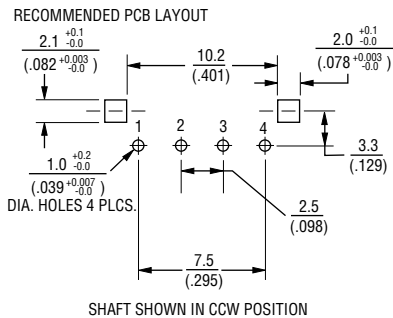 RECOMMENDED PCB LAYOUT
2.1 +0.1 -0.0
(.082 +0.003 -0.0 )
10.2
(.401)
2.0 +0.1 -0.0
(.078 +0.003 -0.0 )
1 2 3 4
1.0 +0.2 -0.0
(.039 +0.007 -0.0 )
DIA. HOLES 4 PLCS.
3.3
(.129)
2.5
(.098)
7.5
(.295)
SHAFT SHOWN IN CCW POSITION